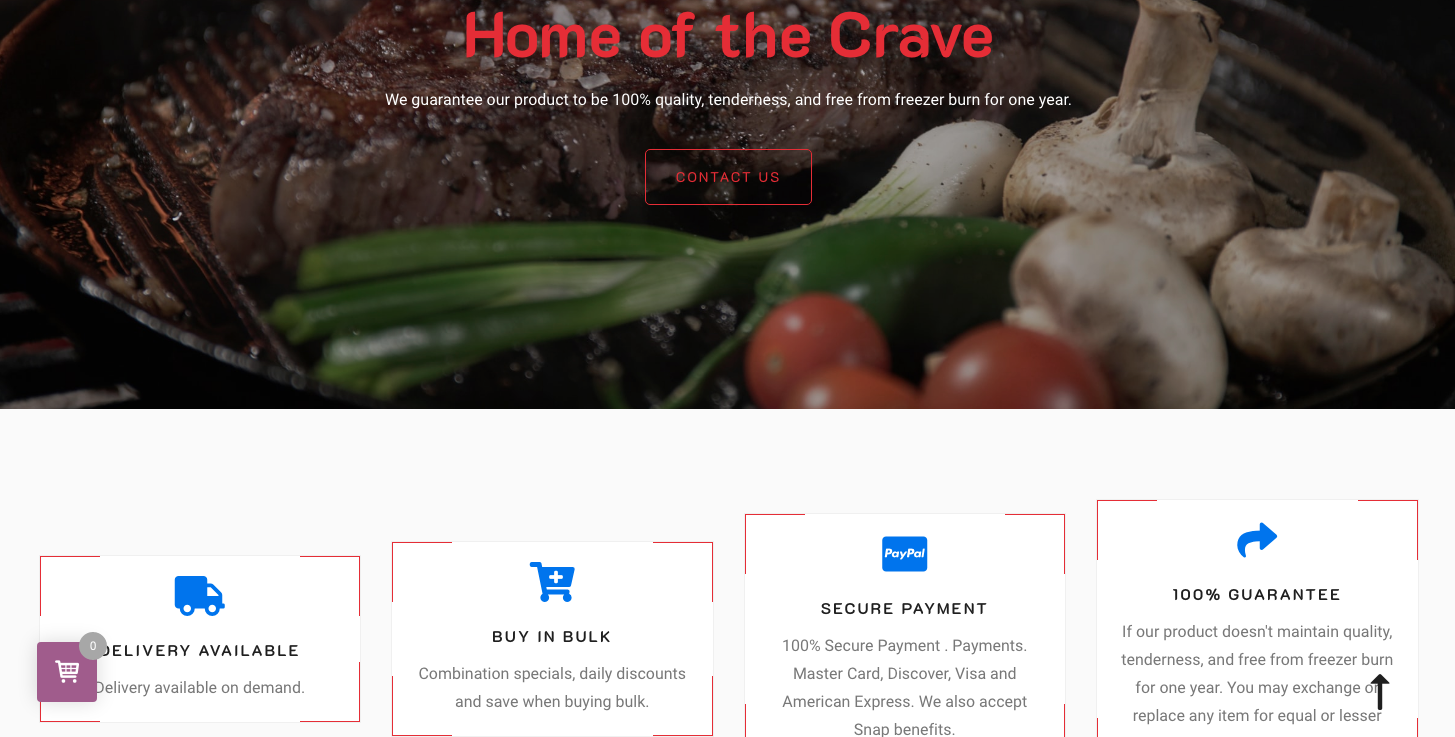 Home of the Crave
We guarantee our product to be 100% quality, tenderness, and free from freezer burn for one year.
CONTACT US
DELIVERY AVAILABLE
Delivery available on demand.
0
BUY IN BULK
Combination specials, daily discounts
and save when buying bulk.
PayPal
SECURE PAYMENT
100% Secure Payment . Payments.
Master Card, Discover, Visa and
American Express. We also accept
Snap benefits.
100% GUARANTEE
If our product doesn't maintain quality,
tenderness, and free from freezer burn
for one year. You may exchange or
replace any item for equal or lesser